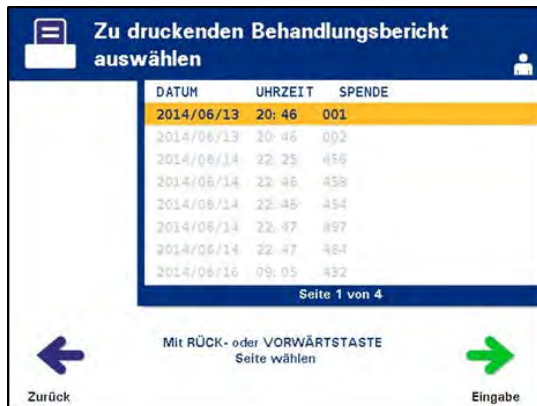 Zu druckenden Behandlungsbericht
auswählen
DATUM UHRZEIT SPENDE
2014/06/13 20: 46 001
2014/06/13 20: 46 002
2014/06/14 22: 25 456
2014/06/14 22: 46 458
2014/06/14 22: 46 454
2014/06/14 22: 47 497
2014/06/14 22: 47 484
2014/06/16 09: 05 432
Seite 1 von 4
Mit RÜCK- oder VORWÄRTSTASTE
Seite wählen
Zurück Eingabe